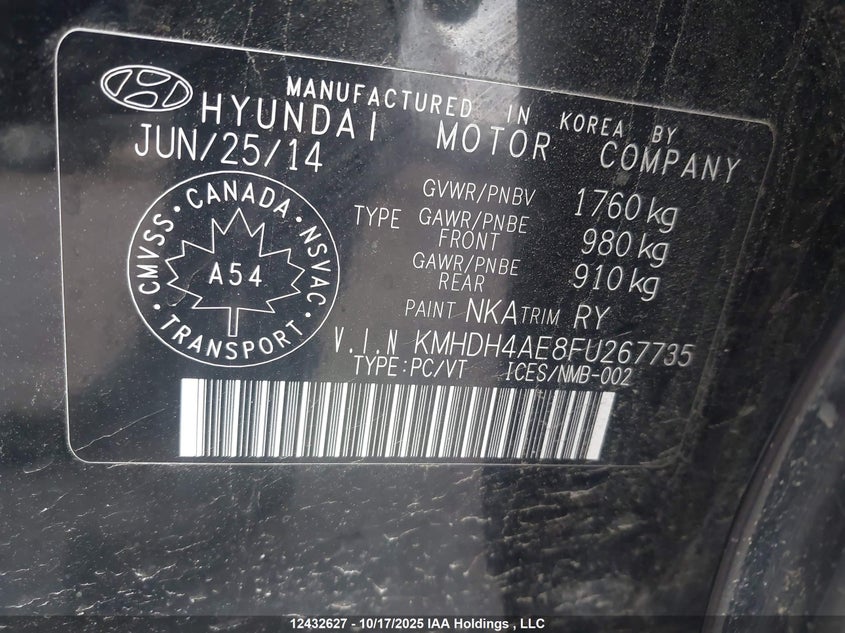 MANUFACTURED IN KOREA BY
HYUNDAI MOTOR COMPANY
JUN/25/14
GVWR/PNBV 1760 kg
TYPE GAWR/PNBE FRONT 980 kg
GAWR/PNBE REAR 910 kg
CMVSS · CANADA · NSVAC · TRANSPORT ·
A54
PAINT NKA TRIM RY
V.I.N KMHDH4AE8FU267735
TYPE:PC/VT ICES/NMB-002
12432627 - 10/17/2025 IAA Holdings , LLC